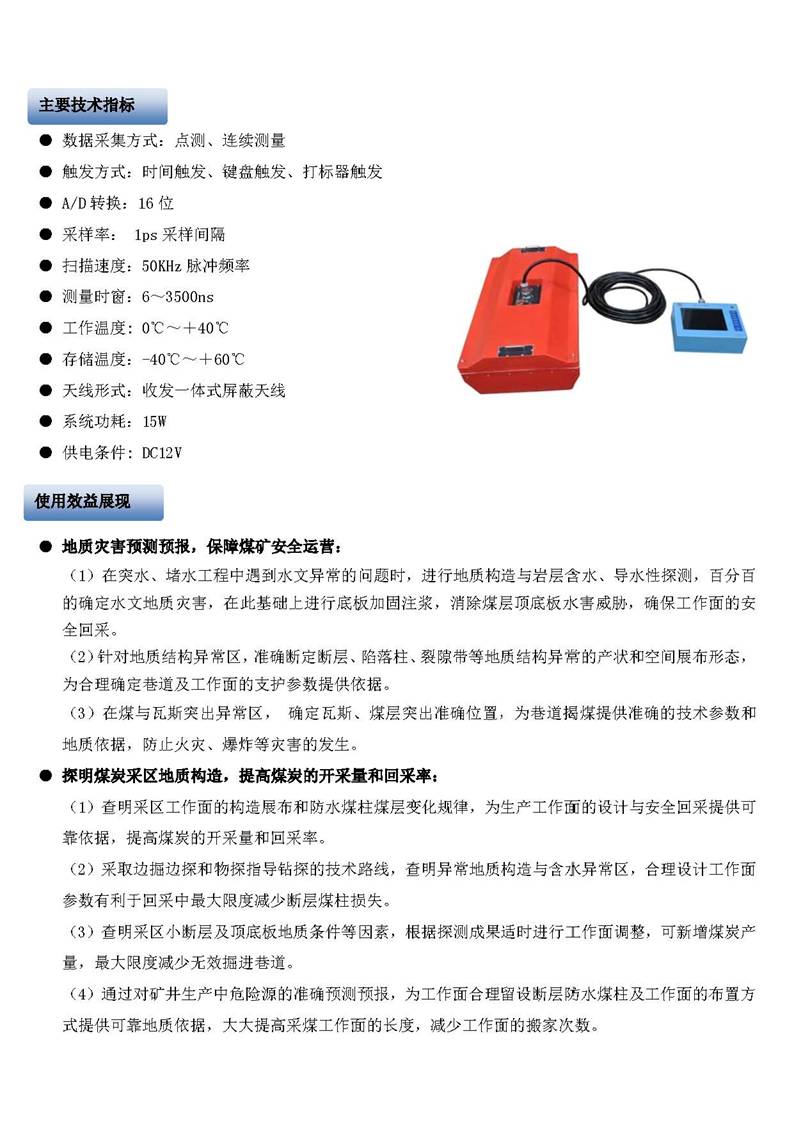 主要技术指标
● 数据采集方式：点测、连续测量
● 触发方式：时间触发、键盘触发、打标器触发
● A/D 转换：16 位
● 采样率： 1ps 采样间隔
● 扫描速度：50KHz 脉冲频率
● 测量时窗：6～3500ns
● 工作温度：0℃～＋40℃
● 存储温度：-40℃～＋60℃
● 天线形式：收发一体式屏蔽天线
● 系统功耗：15W
● 供电条件：DC12V
使用效益展现
● 地质灾害预测预报，保障煤矿安全运营：
（1）在突水、堵水工程中遇到水文异常的问题时，进行地质构造与岩层含水、导水性探测，百分百
的确定水文地质灾害，在此基础上进行底板加固注浆，消除煤层顶底板水害威胁，确保工作面的安
全回采。
（2）针对地质结构异常区，准确断定断层、陷落柱、裂隙带等地质结构异常的产状和空间展布形态，
为合理确定巷道及工作面的支护参数提供依据。
（3）在煤与瓦斯突出异常区， 确定瓦斯、煤层突出准确位置，为巷道揭煤提供准确的技术参数和
地质依据，防止火灾、爆炸等灾害的发生。
● 探明煤炭采区地质构造，提高煤炭的开采量和回采率：
（1）查明采区工作面的构造展布和防水煤柱煤层变化规律，为生产工作面的设计与安全回采提供可
靠依据，提高煤炭的开采量和回采率。
（2）采取边掘边探和物探指导钻探的技术路线，查明异常地质构造与含水异常区，合理设计工作面
参数有利于回采中最大限度减少断层煤柱损失。
（3）查明采区小断层及顶底板地质条件等因素，根据探测成果适时进行工作面调整，可新增煤炭产
量，最大限度减少无效掘进巷道。
（4）通过对矿井生产中危险源的准确预测预报，为工作面合理留设断层防水煤柱及工作面的布置方
式提供可靠地质依据，大大提高采煤工作面的长度，减少工作面的搬家次数。